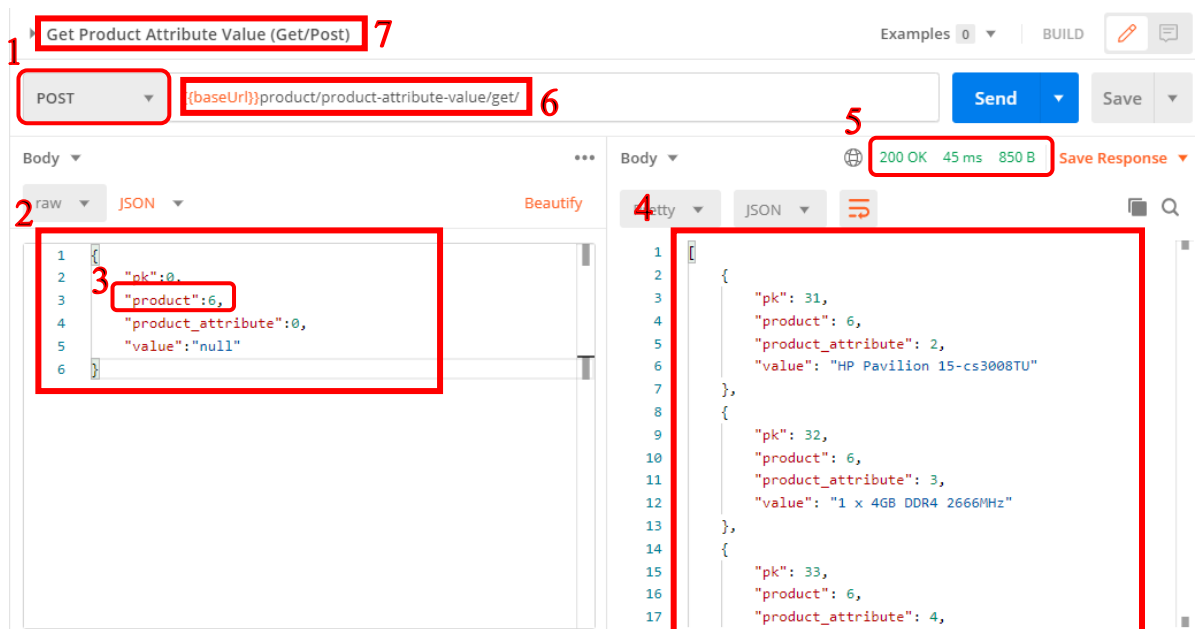 Get Product Attribute Value (Get/Post) 7
Examples 0 BUILD
1
POST {{baseUrl}}product/product-attribute-value/get/ 6 Send Save
5
Body ••• Body 200 OK 45 ms 850 B Save Response
2 raw JSON Beautify 4 JSON
1 {
2 "pk":0,
3
3 "product":6,
4 "product_attribute":0,
5 "value":"null"
6 }
1 [
2 {
3 "pk": 31,
4 "product": 6,
5 "product_attribute": 2,
6 "value": "HP Pavilion 15-cs3008TU"
7 },
8 {
9 "pk": 32,
10 "product": 6,
11 "product_attribute": 3,
12 "value": "1 x 4GB DDR4 2666MHz"
13 },
14 {
15 "pk": 33,
16 "product": 6,
17 "product_attribute": 4,